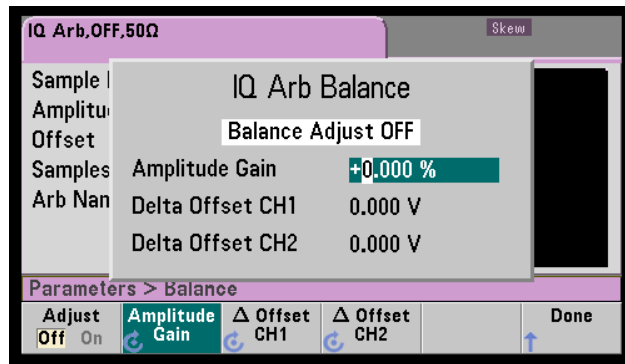 IQ Arb,OFF,50Ω
Skew
Sample
IQ Arb Balance
Offset
Balance Adjust OFF
Samples
Amplitude Gain +0.000 %
Arb
Delta Offset CH1 0.000 V
Delta Offset CH2 0.000 V
Parameters > Balance
Adjust Off On
Amplitude Gain
Δ Offset CH1
Δ Offset CH2
Done